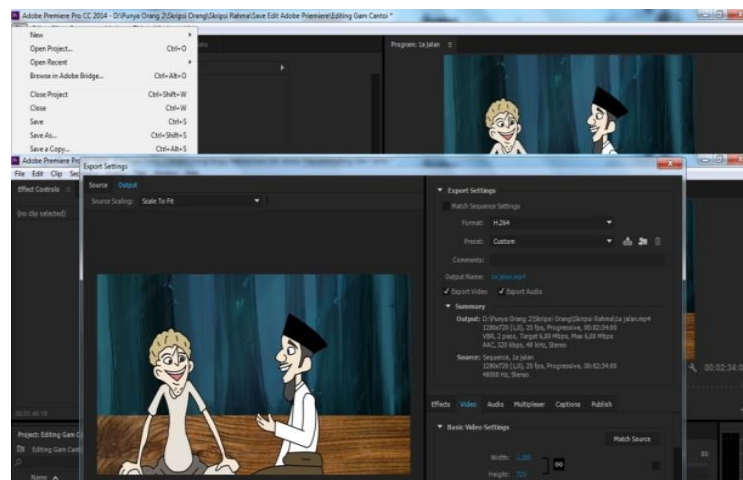 Adobe Premiere Pro CC 2014 - D:\Punya Orang 2\Skripsi Orang\Skripsi Rahma\Save Edit Adobe Priemiere\Editing Gam Cantoi *
New
Open Project... Ctrl+O
Open Recent
Browse in Adobe Bridge... Ctrl+Alt+O
Close Project Ctrl+Shift+W
Close Ctrl+W
Save Ctrl+S
Save As... Ctrl+Shift+S
Save a Copy... Ctrl+Alt+S
Program: La Jalan
Adobe Premiere Pro
File Edit Clip
Effect Controls
(no clip selected)
Export Settings
Source Output
Source Scaling: Scale To Fit
Export Settings
Match Sequence Settings
Format: H.264
Preset: Custom
Comments:
Output Name: La jalan.mp4
Export Video Export Audio
Summary
Output: D:\Punya Orang 2\Skripsi Orang\Skripsi Rahma\La jalan.mp4
1280x720 (1,0), 25 fps, Progressive, 00:02:34:00
VBR, 2 pass, Target 6,00 Mbps, Max 6,00 Mbps
AAC, 320 kbps, 48 kHz, Stereo
Source: Sequence, La Jalan
1280x720 (1,0), 25 fps, Progressive, 00:02:34:00
48000 Hz, Stereo
Effects Video Audio Multiplexer Captions Publish
Basic Video Settings
Match Source
Width: 1.280
Height: 720
00:02:34:0
Project: Editing Gam C
Editing Gam Cant
Name